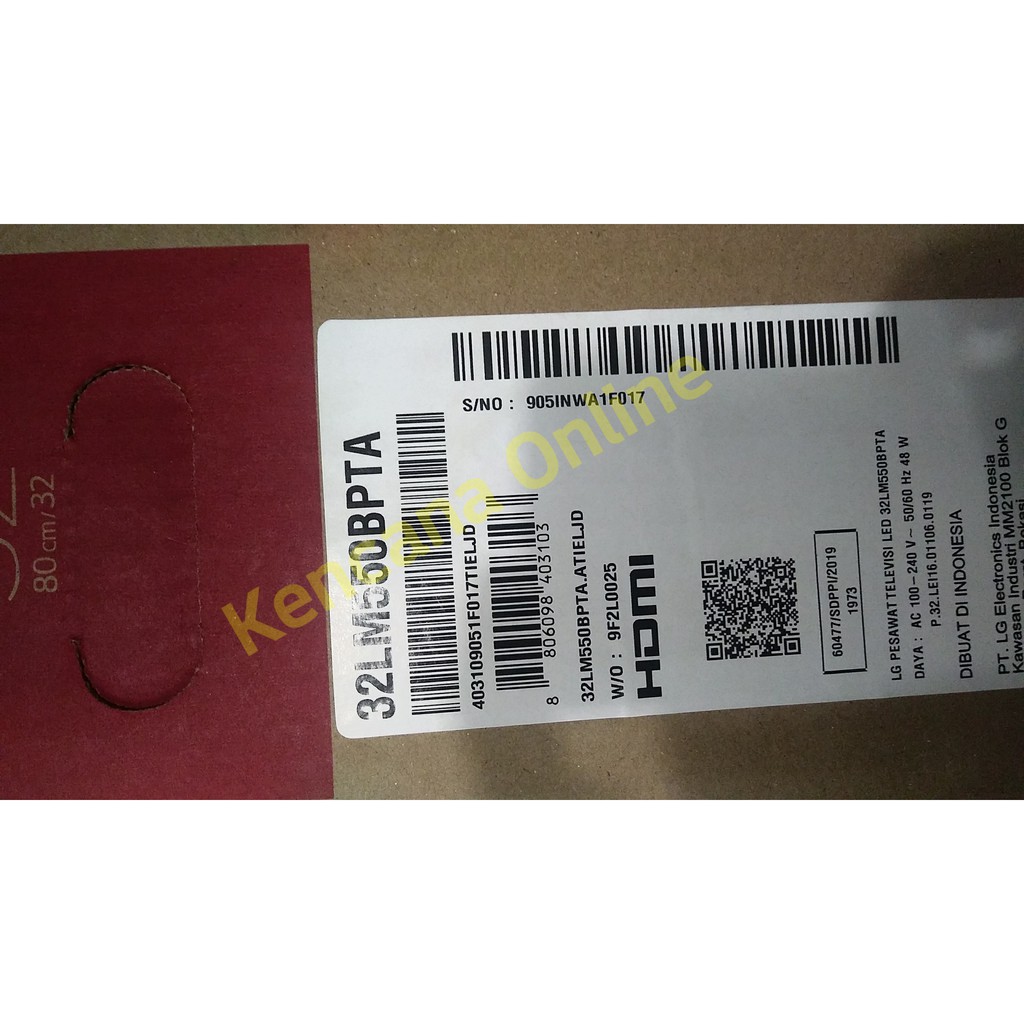 32
80cm/32
32LM550BPTA
S/NO : 905INWA1F017
403109051F017TIELJD
8 806098 403103
32LM550BPTA.ATIELJD
W/O : 9F2L0025
HDMI
60477/SDPPI/2019
1973
LG PESAWAT TELEVISI LED 32LM550BPTA
DAYA : AC 100-240 V~ 50/60 Hz 48 W
P.32.LEI16.01106.0119
DIBUAT DI INDONESIA
PT. LG Electronics Indonesia
Kawasan Industri MM2100 Blok G
Kencana Online